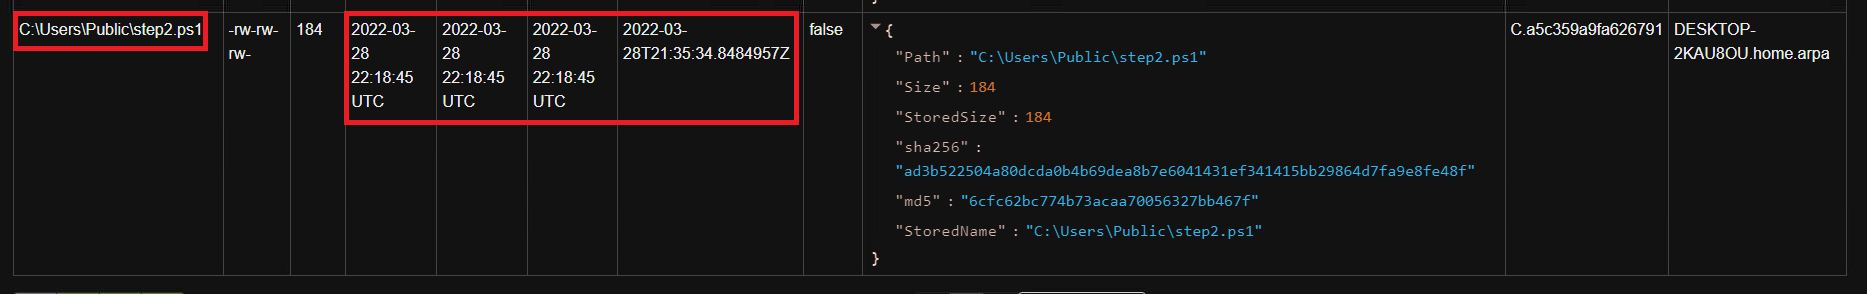 }
C:\Users\Public\step2.ps1
-rw-rw-
rw-
184
2022-03-
28
22:18:45
UTC
2022-03-
28
22:18:45
UTC
2022-03-
28
22:18:45
UTC
2022-03-
28T21:35:34.8484957Z
false
{
"Path" : "C:\Users\Public\step2.ps1"
"Size" : 184
"StoredSize" : 184
"sha256" :
"ad3b522504a80dcda0b4b69dea8b7e6041431ef341415bb29864d7fa9e8fe48f"
"md5" : "6cfc62bc774b73acaa70056327bb467f"
"StoredName" : "C:\Users\Public\step2.ps1"
}
C.a5c359a9fa626791
DESKTOP-
2KAU8OU.home.arpa